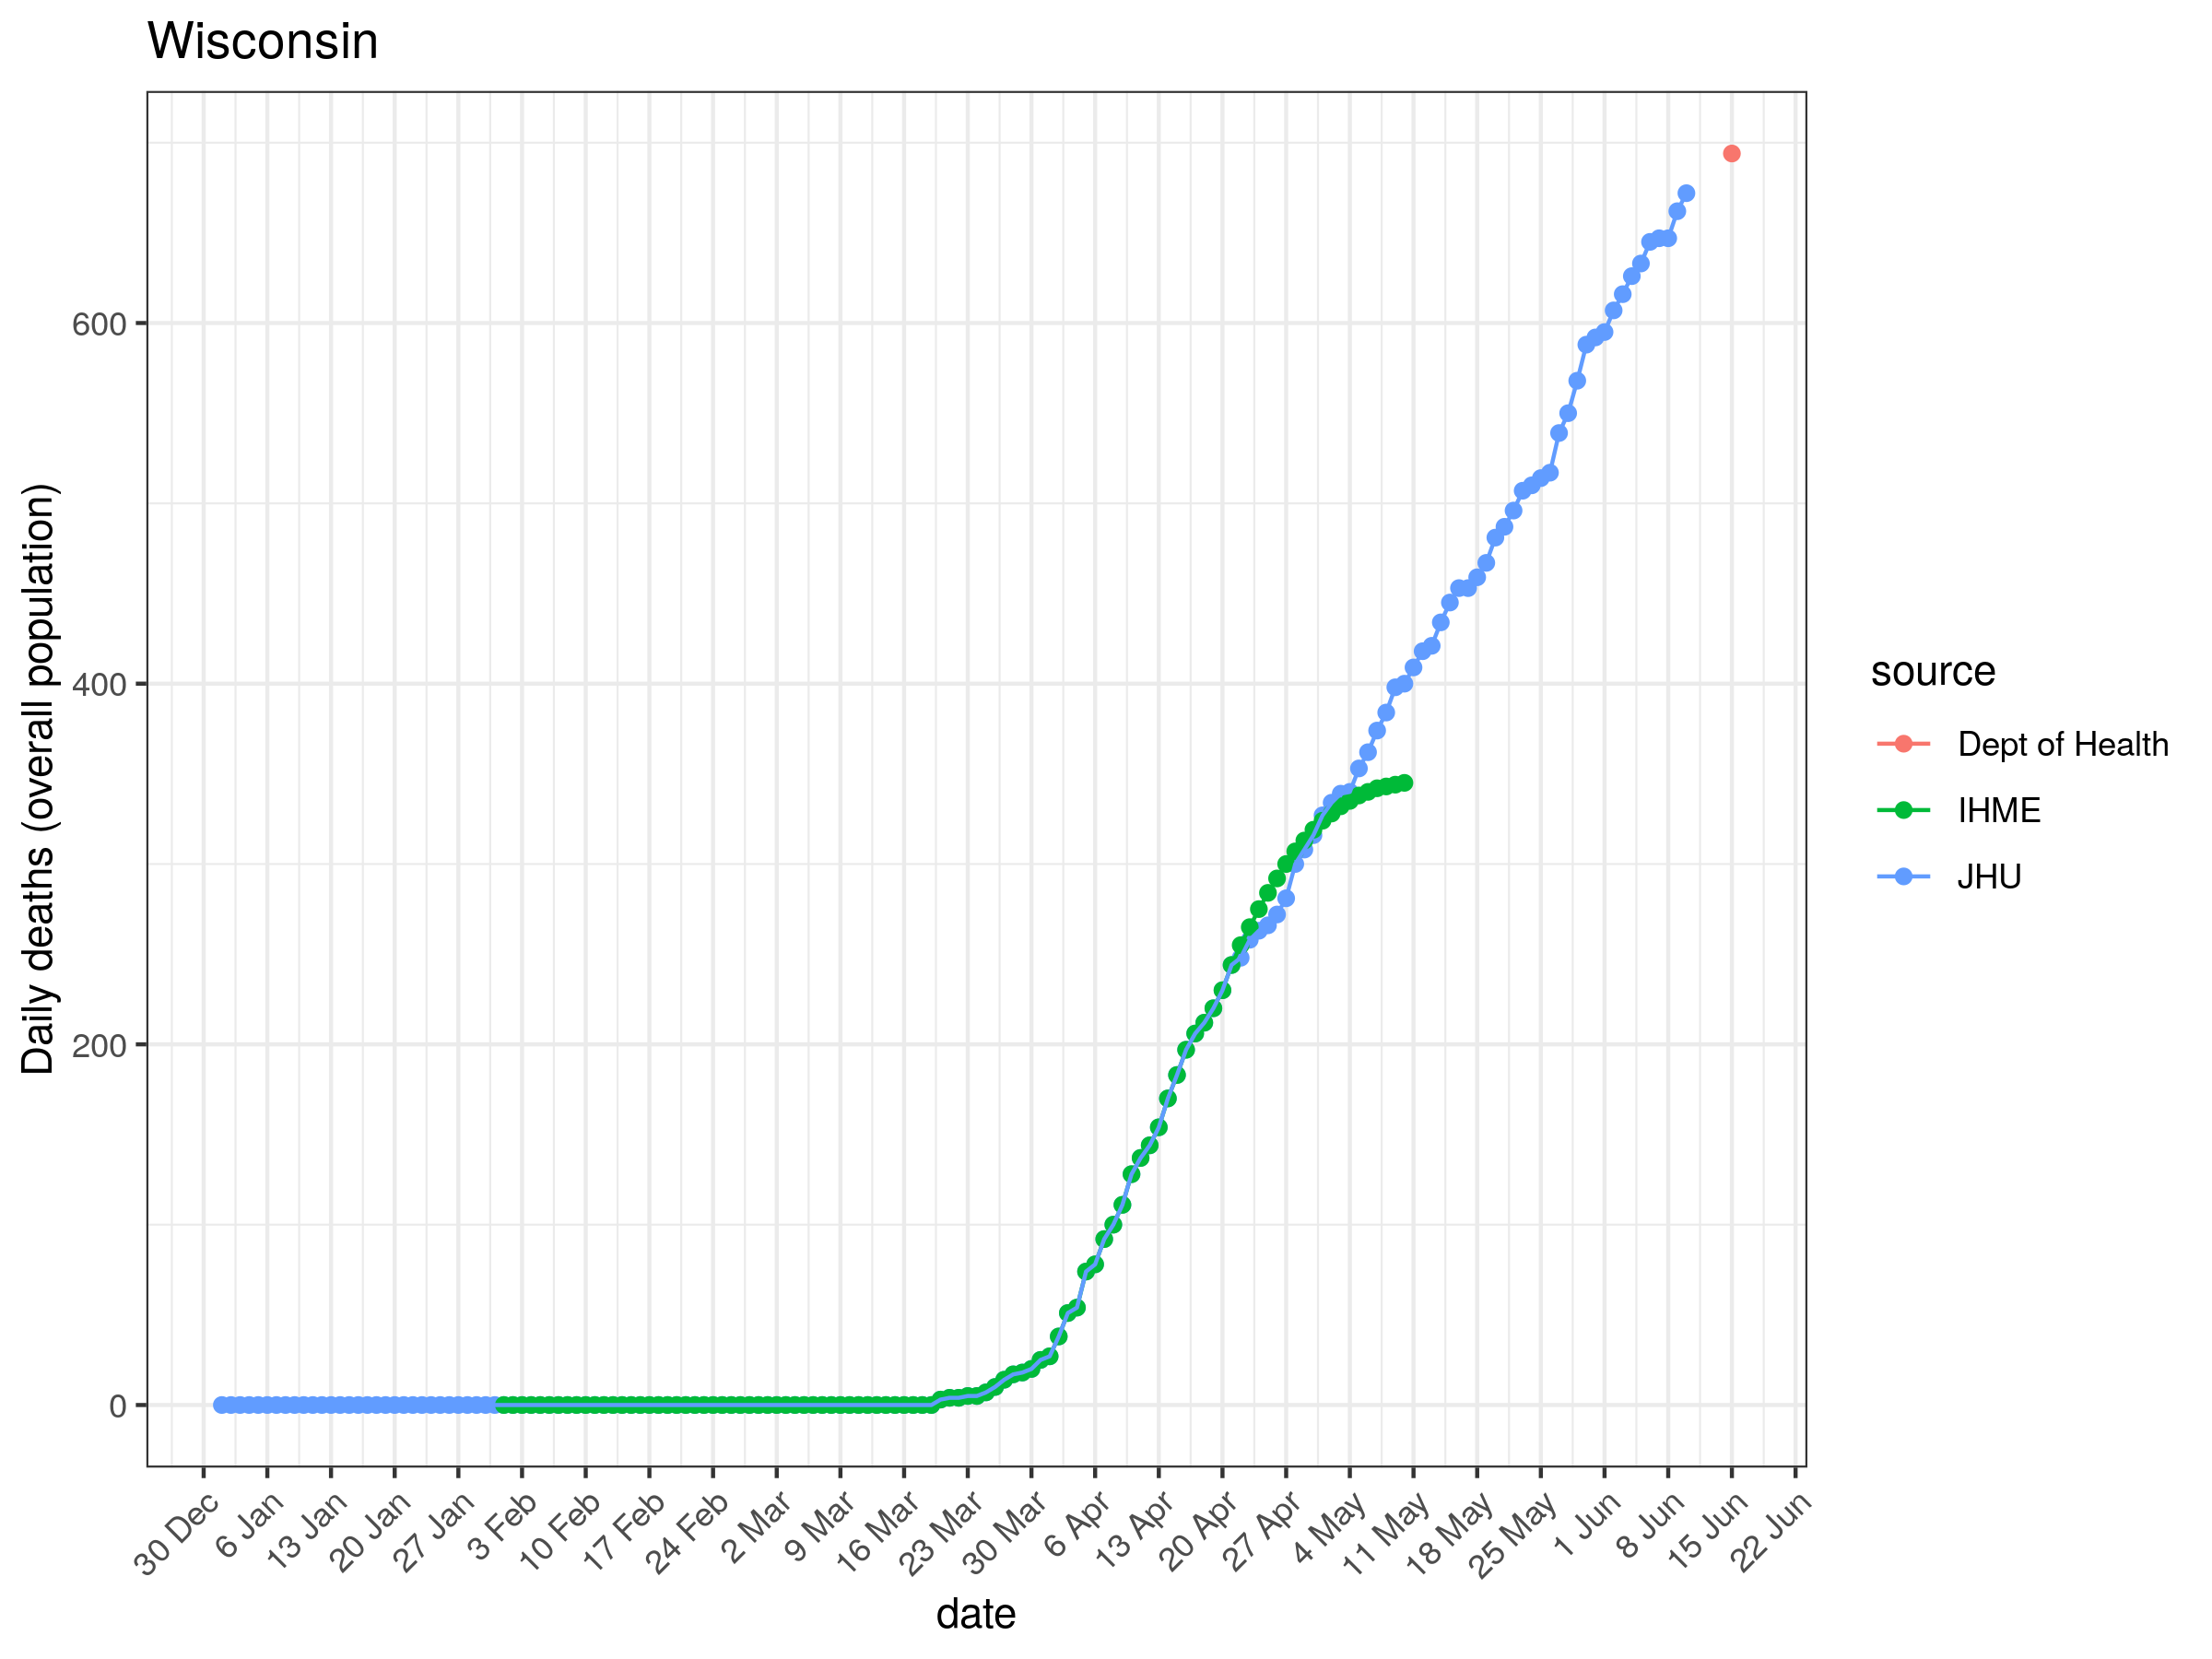 Wisconsin
Daily deaths (overall population)
600
400
200
0
30 Dec
6 Jan
13 Jan
20 Jan
27 Jan
3 Feb
10 Feb
17 Feb
24 Feb
2 Mar
9 Mar
16 Mar
23 Mar
30 Mar
6 Apr
13 Apr
20 Apr
27 Apr
4 May
11 May
18 May
25 May
1 Jun
8 Jun
15 Jun
22 Jun
date
source
Dept of Health
IHME
JHU